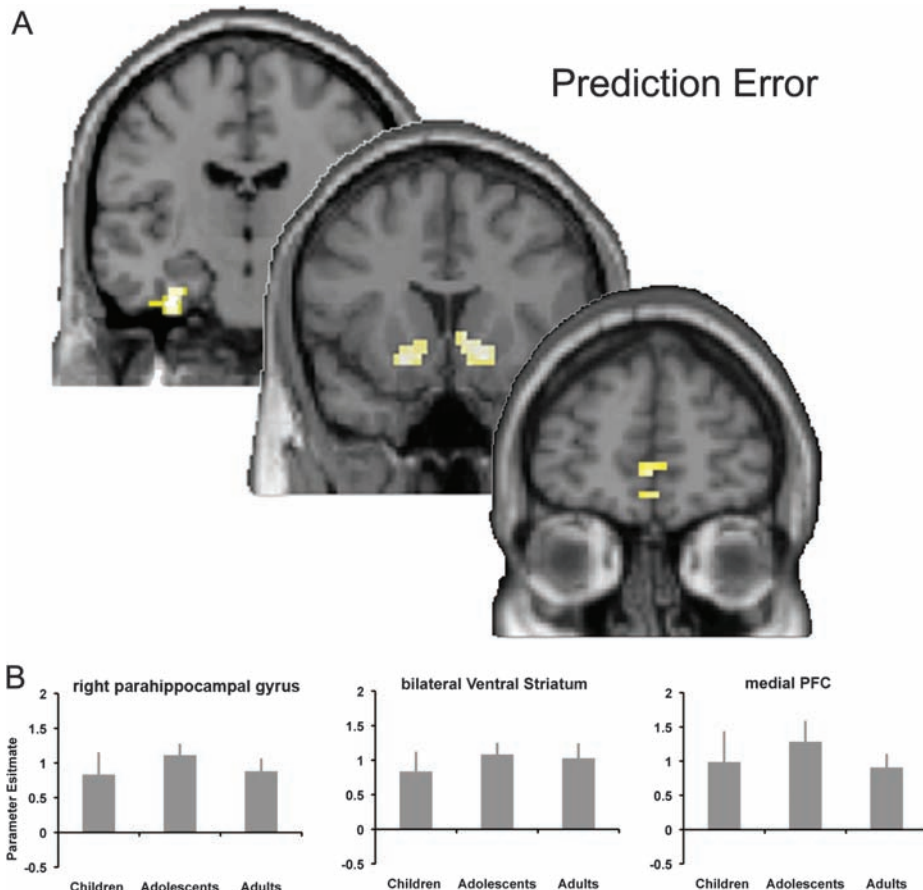 A
Prediction Error
B
right parahippocampal gyrus
Parameter Esitmate
2
1.5
1
0.5
0
-0.5
Children Adolescents Adults
bilateral Ventral Striatum
2
1.5
1
0.5
0
-0.5
Children Adolescents Adults
medial PFC
2
1.5
1
0.5
0
-0.5
Children Adolescents Adults